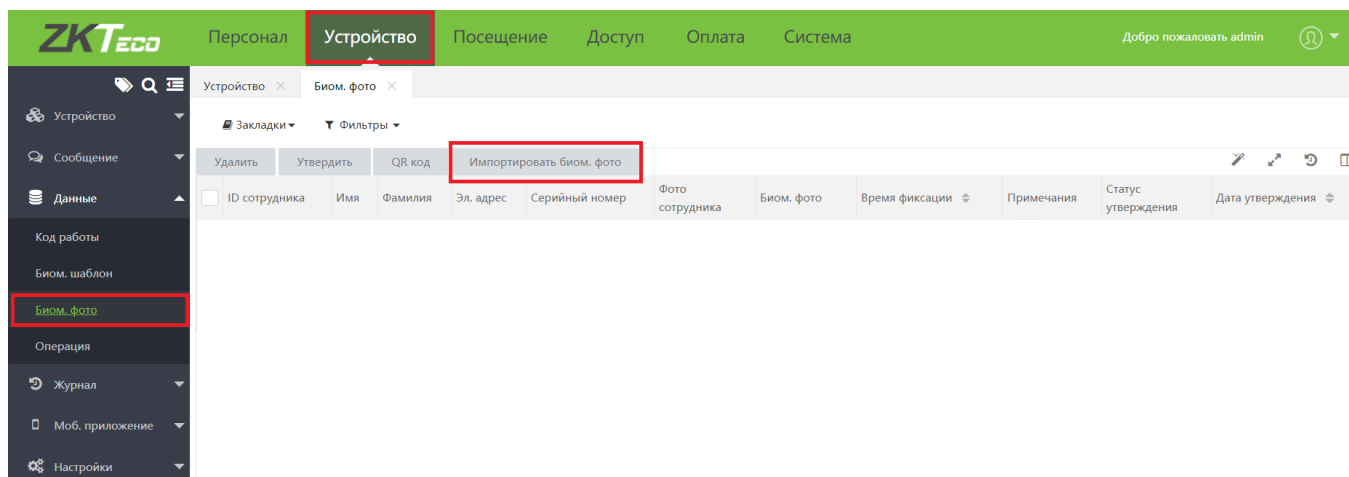 ZKTeco Персонал Устройство Посещение Доступ Оплата Система Добро пожаловать admin
Устройство Биом. фото
Устройство
Закладки Фильтры
Сообщение
Удалить Утвердить QR код Импортировать биом. фото
Данные
ID сотрудника Имя Фамилия Эл. адрес Серийный номер Фото сотрудника Биом. фото Время фиксации Примечания Статус утверждения Дата утверждения
Код работы
Биом. шаблон
Биом. фото
Операция
Журнал
Моб. приложение
Настройки